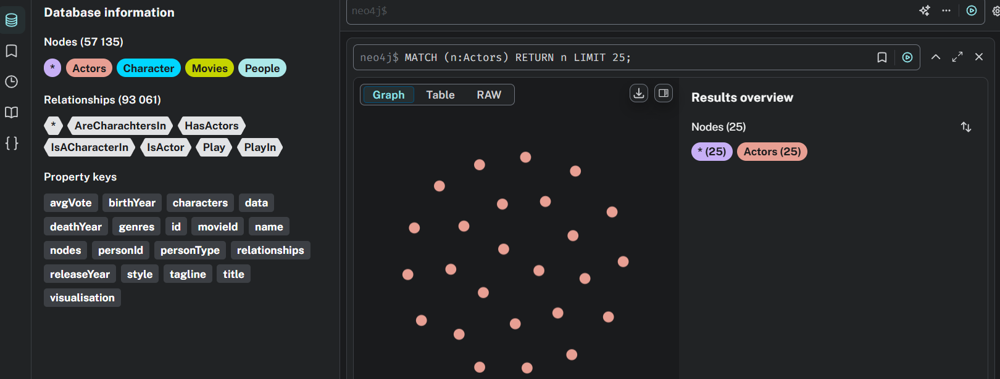 Database information
Nodes (57 135)
* Actors Character Movies People
Relationships (93 061)
* AreCharachtersIn HasActors
IsACharacterIn IsActor Play PlayIn
Property keys
avgVote birthYear characters data
deathYear genres id movieId name
nodes personId personType relationships
releaseYear style tagline title
visualisation
neo4j$
neo4j$ MATCH (n:Actors) RETURN n LIMIT 25;
Graph Table RAW
Results overview
Nodes (25)
* (25) Actors (25)